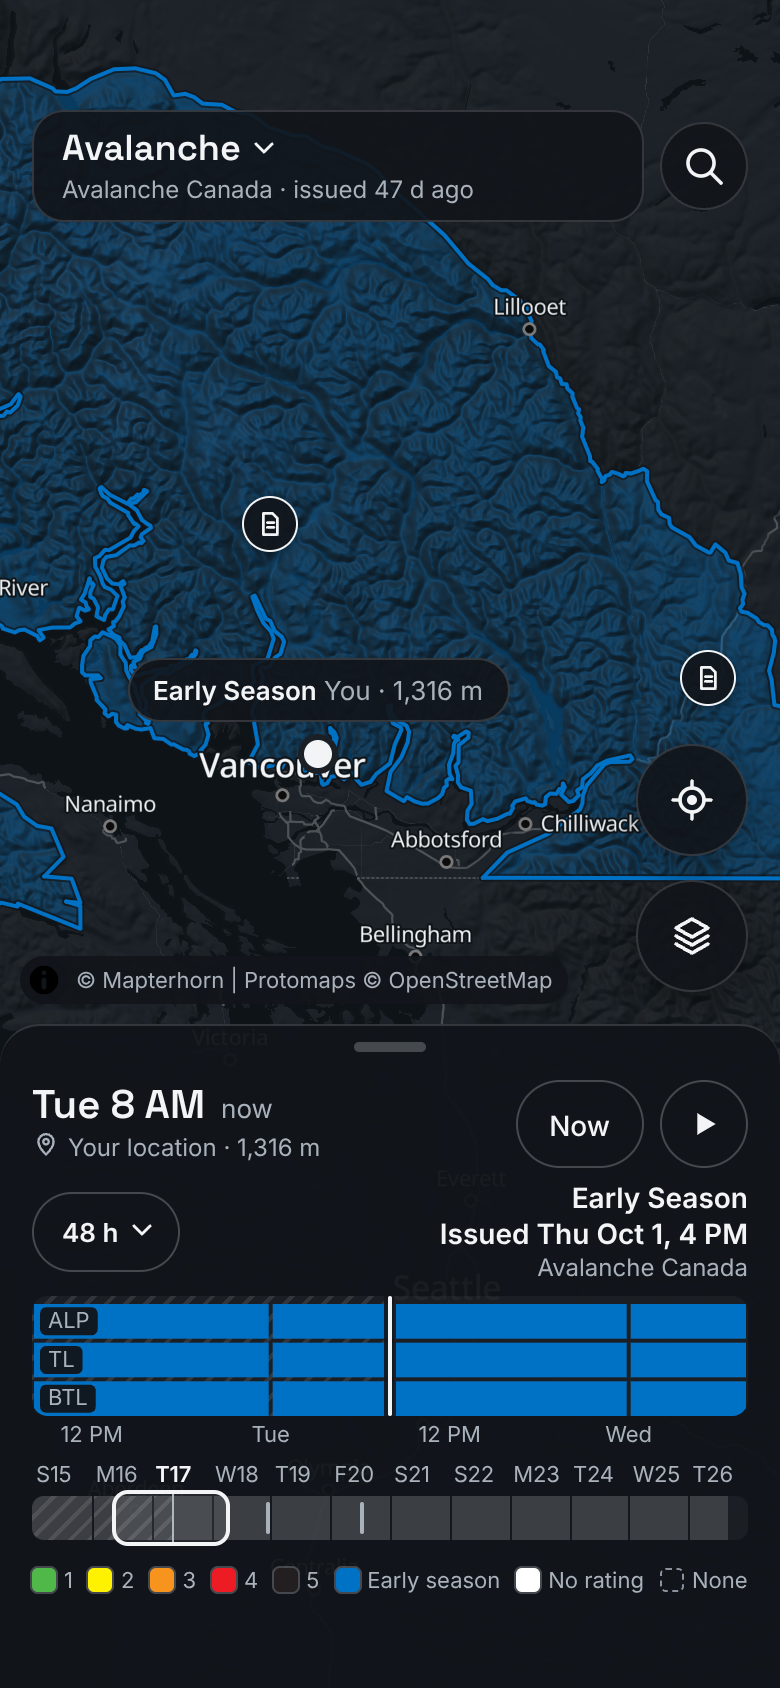 Avalanche
Avalanche Canada · issued 47 d ago
Lillooet
River
Early Season You · 1,316 m
Vancouver
Nanaimo
Abbotsford
Chilliwack
Bellingham
© Mapterhorn | Protomaps © OpenStreetMap
Victoria
Tue 8 AM now
Your location · 1,316 m
Now
Everett
48 h
Early Season
Issued Thu Oct 1, 4 PM
Avalanche Canada
Seattle
ALP
TL
BTL
12 PM Tue 12 PM Wed
S15 M16 T17 W18 T19 F20 S21 S22 M23 T24 W25 T26
1 2 3 4 5 Early season No rating None